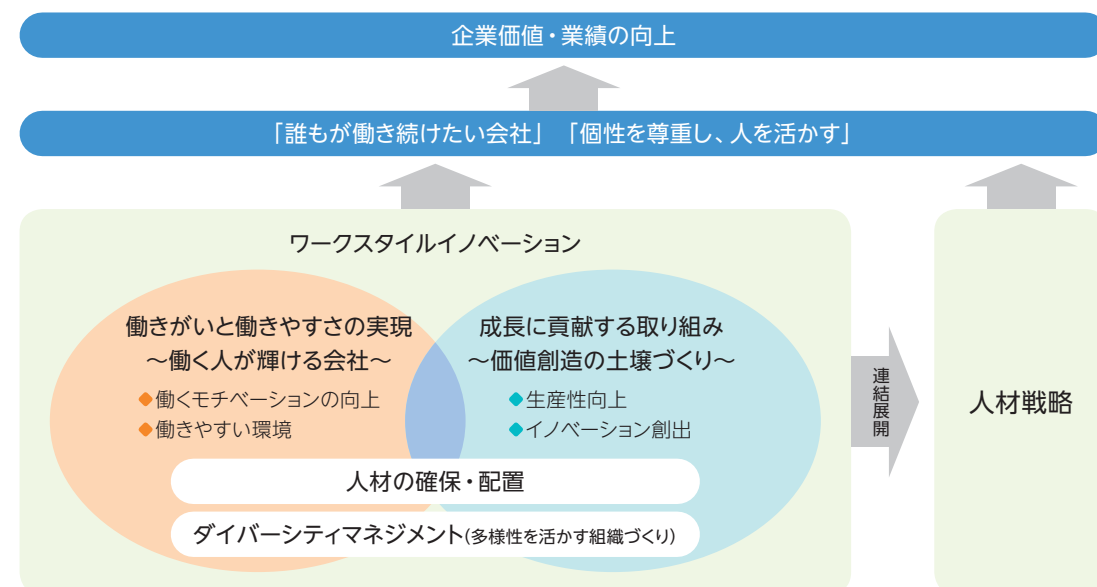 企業価値・業績の向上
「誰もが働き続けたい会社」 「個性を尊重し、人を活かす」
ワークスタイルイノベーション
働きがいと働きやすさの実現
～働く人が輝ける会社～
◆働くモチベーションの向上
◆働きやすい環境
成長に貢献する取り組み
～価値創造の土壌づくり～
◆生産性向上
◆イノベーション創出
人材の確保・配置
ダイバーシティマネジメント(多様性を活かす組織づくり)
連結展開
人材戦略